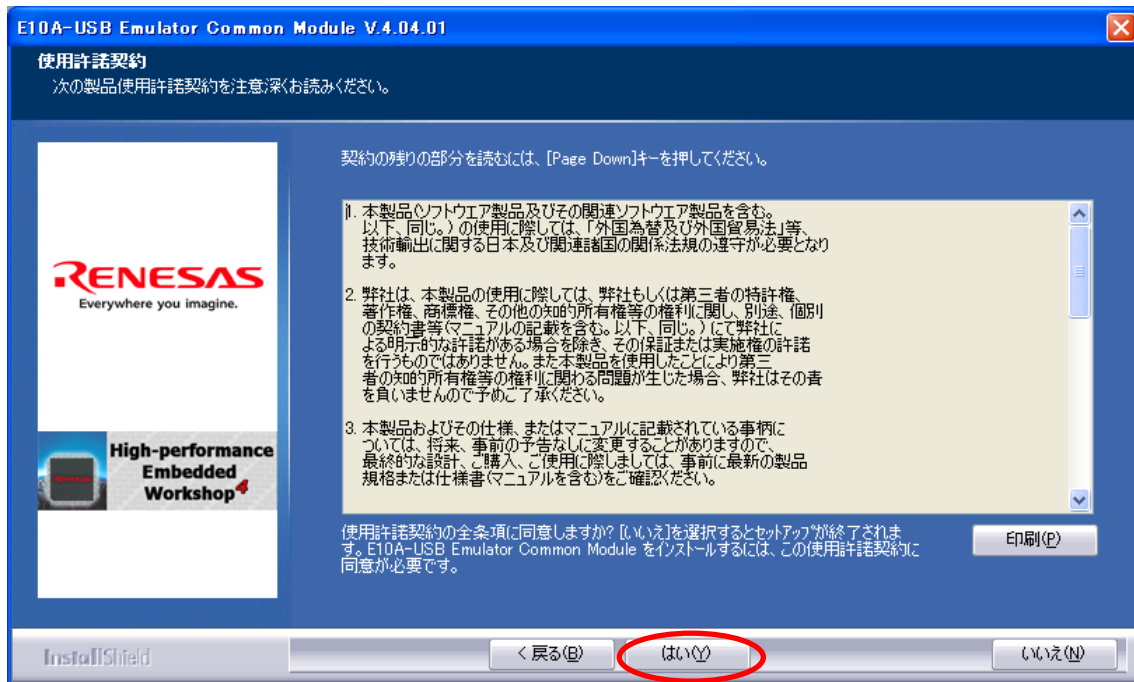 E10A-USB Emulator Common Module V.4.04.01
使用許諾契約
次の製品使用許諾契約を注意深くお読みください。
契約の残りの部分を読むには、[Page Down]キーを押してください。
1. 本製品(ソフトウエア製品及びその関連ソフトウエア製品を含む。
以下、同じ。)の使用に際しては、「外国為替及び外国貿易法」等、
技術輸出に関する日本及び関連諸国の関係法規の遵守が必要となり
ます。
2. 弊社は、本製品の使用に際しては、弊社もしくは第三者の特許権、
著作権、商標権、その他の知的所有権等の権利に関し、別途、個別
の契約書等(マニュアルの記載を含む。以下、同じ。)にて弊社に
よる明示的な許諾がある場合を除き、その保証または実施権の許諾
を行うものではありません。また本製品を使用したことにより第三
者の知的所有権等の権利に関わる問題が生じた場合、弊社はその責
を負いませんので予めご了承ください。
3. 本製品およびその仕様、またはマニュアルに記載されている事柄に
ついては、将来、事前の予告なしに変更することがありますので、
最終的な設計、ご購入、ご使用に際しましては、事前に最新の製品
規格または仕様書(マニュアルを含む)をご確認ください。
RENESAS
Everywhere you imagine.
High-performance
Embedded
Workshop4
使用許諾契約の全条項に同意しますか? [いいえ]を選択するとセットアップが終了されま
す。E10A-USB Emulator Common Module をインストールするには、この使用許諾契約に
同意が必要です。
印刷(P)
InstallShield
< 戻る(B)
はい(Y)
いいえ(N)